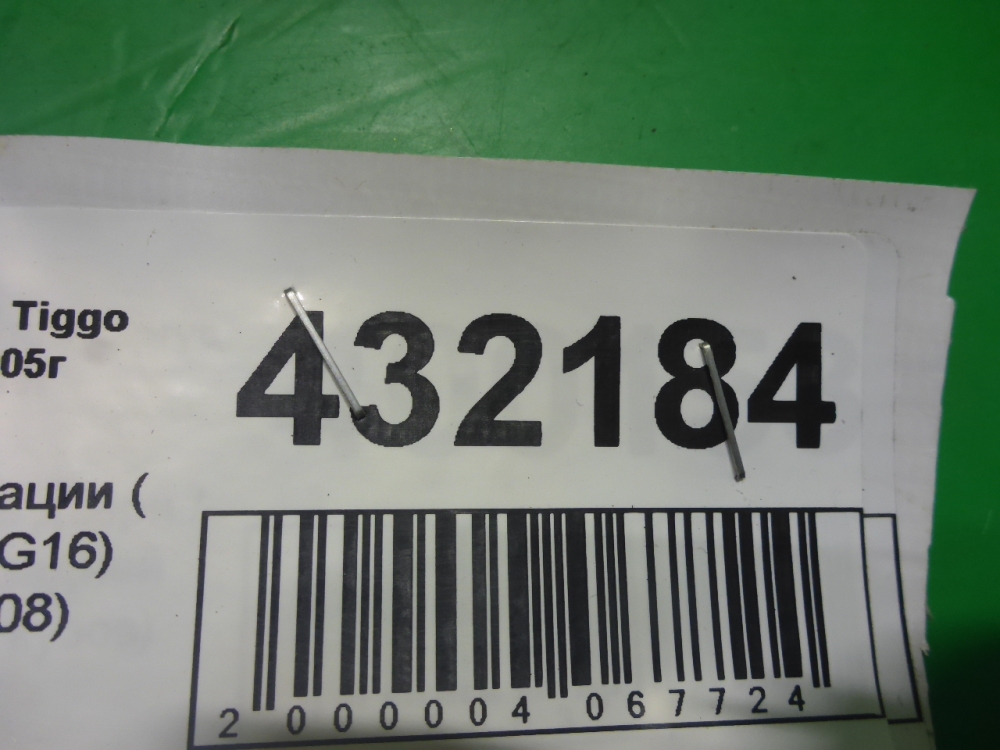 Tiggo
05г
432184
ации (
G16)
08)
2 000004 067724